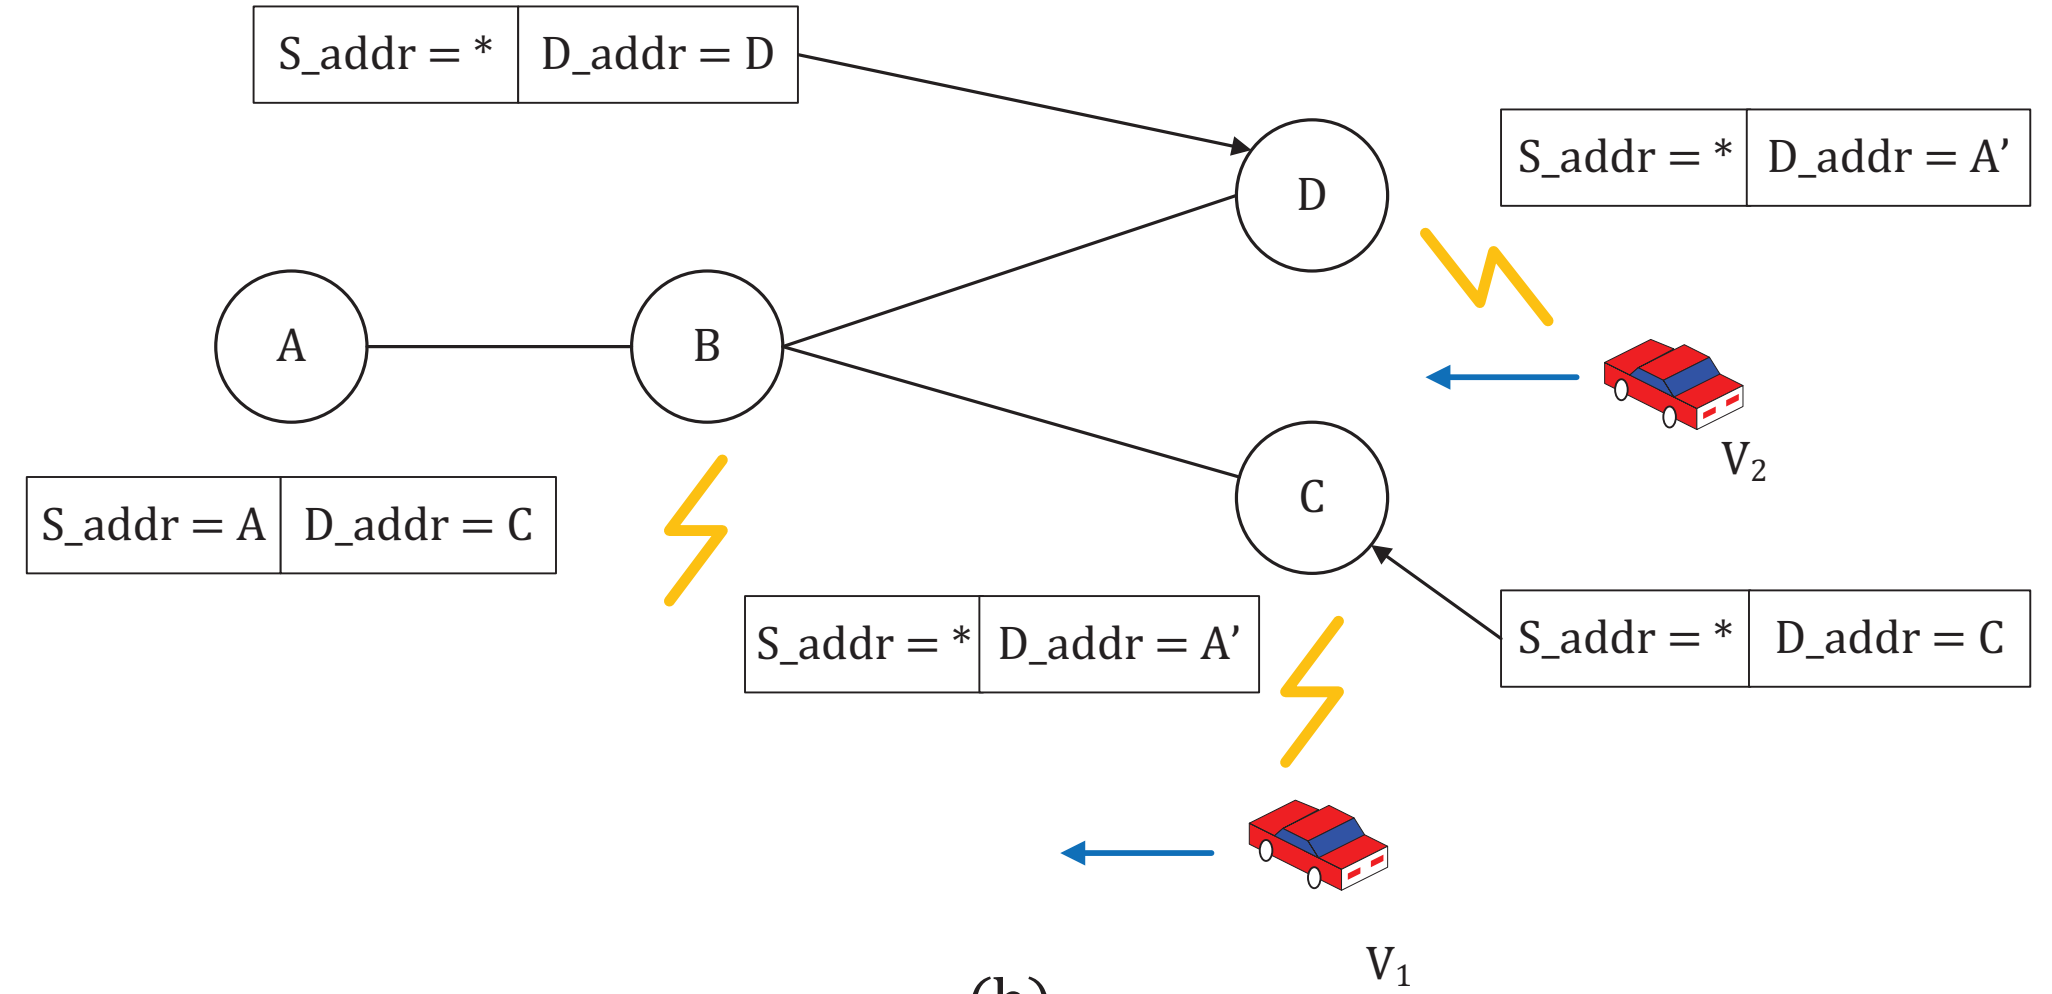 S_addr = * D_addr = D
S_addr = * D_addr = A’
D
A B
V₂
C
S_addr = A D_addr = C
S_addr = * D_addr = A’
S_addr = * D_addr = C
V₁
(b)